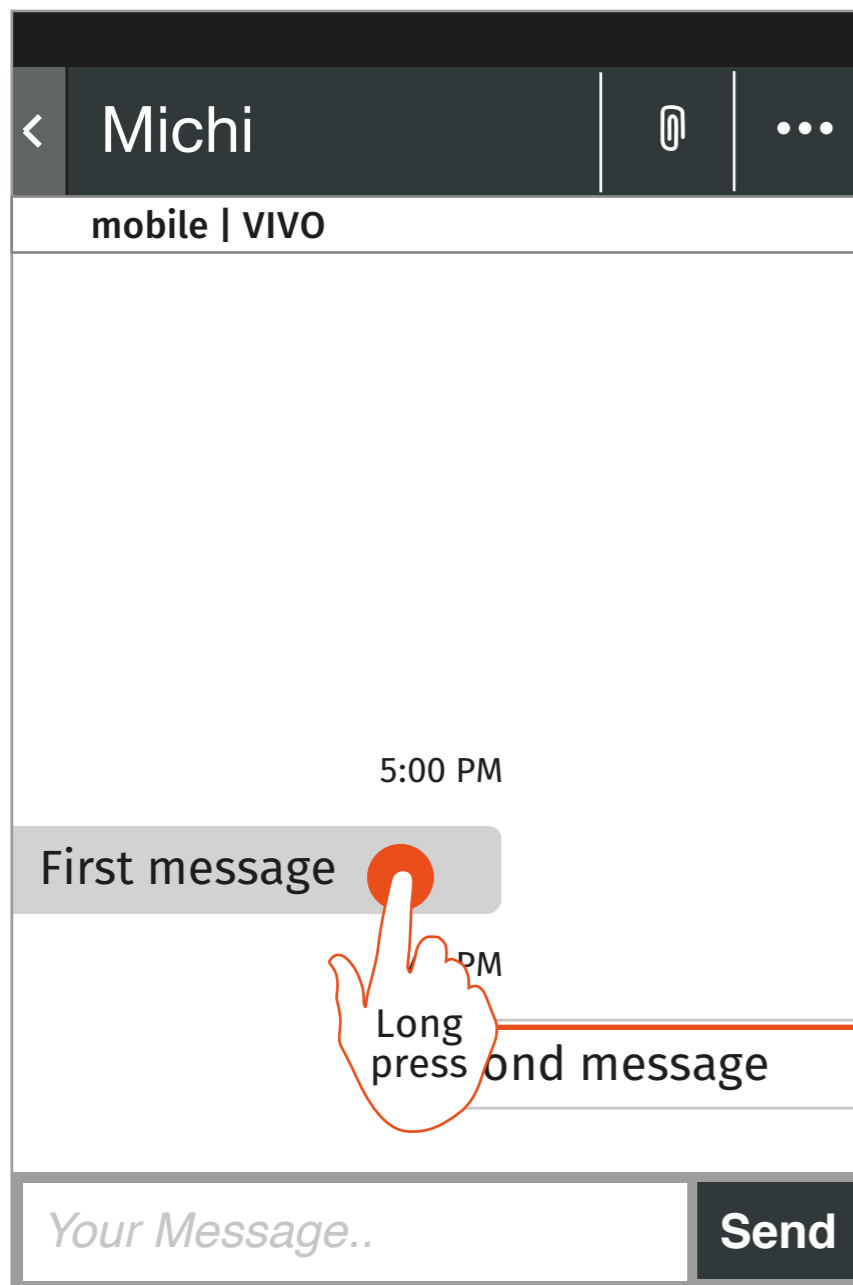 Michi
mobile | VIVO
5:00 PM
First message
PM
Long
press
ond message
Your Message..
Send